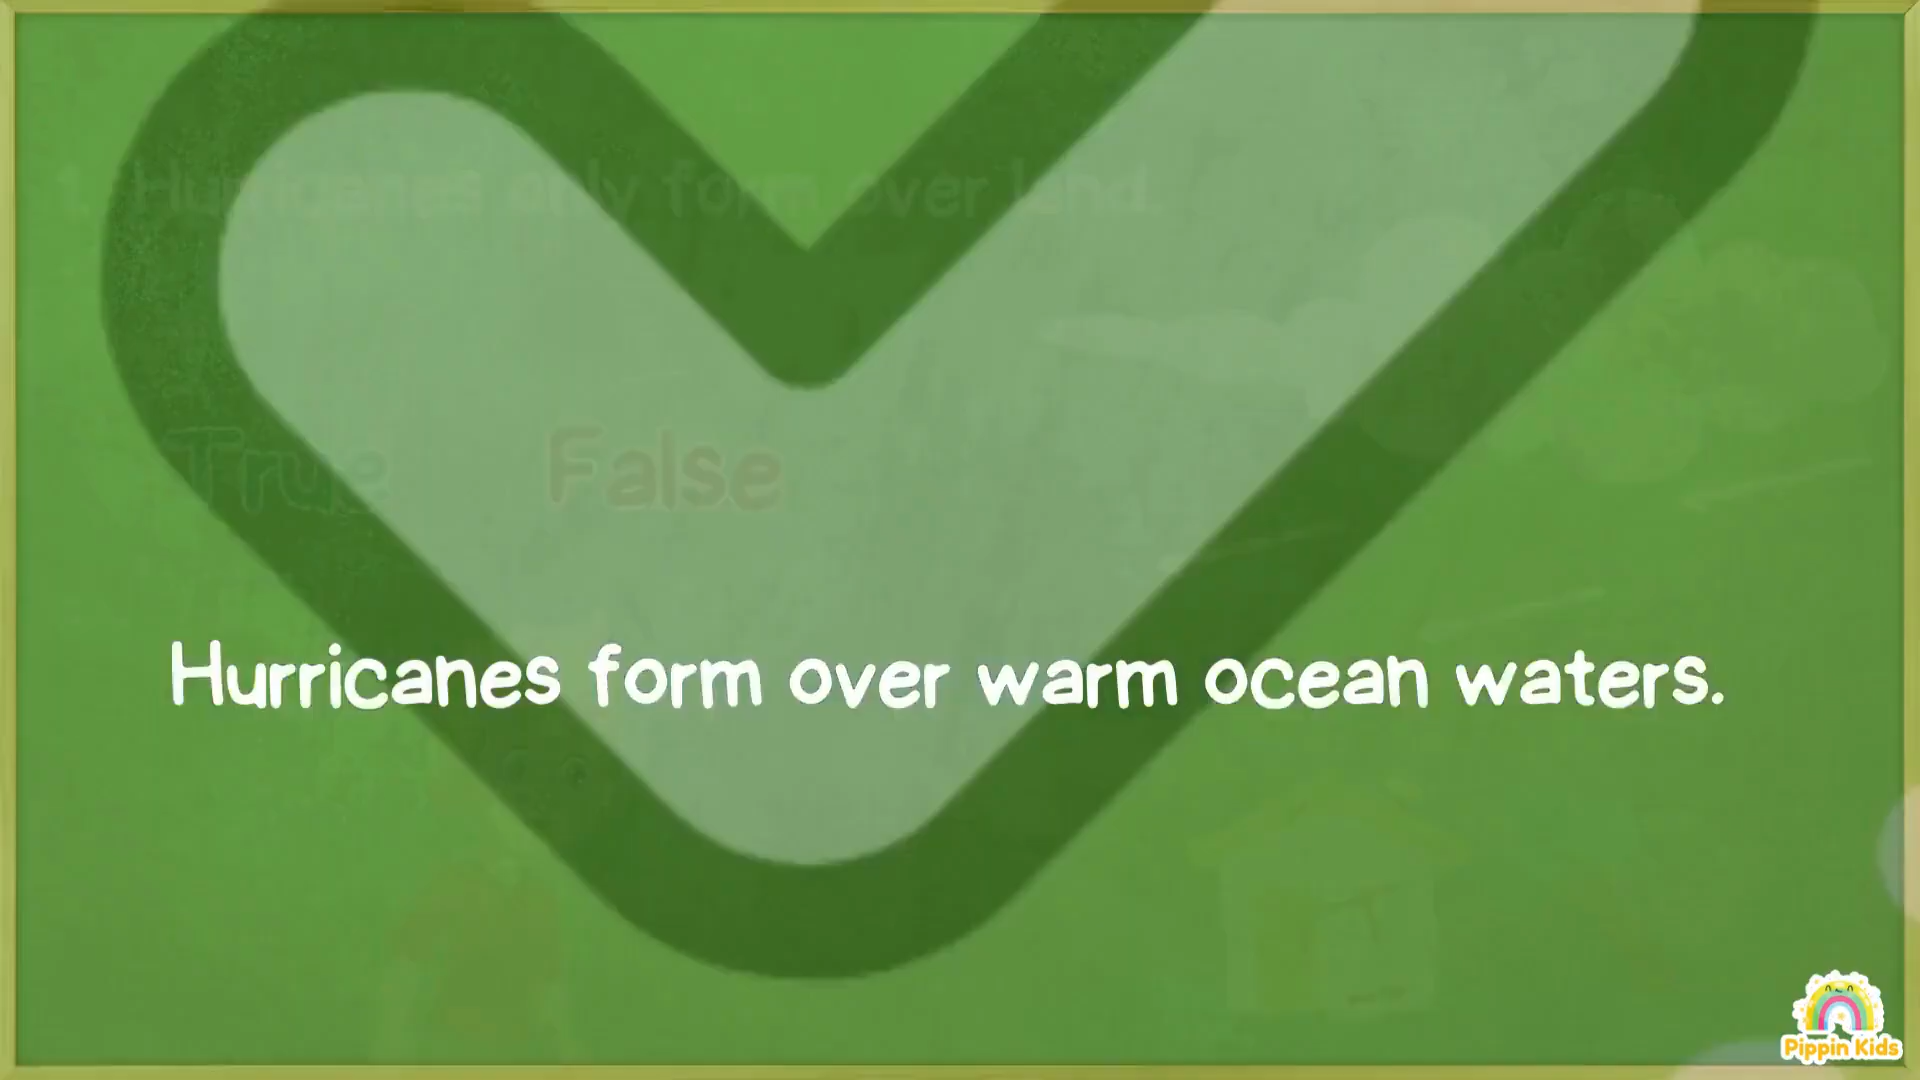 1. Hurricanes only form over land.
True False
Hurricanes form over warm ocean waters.
Pippin Kids